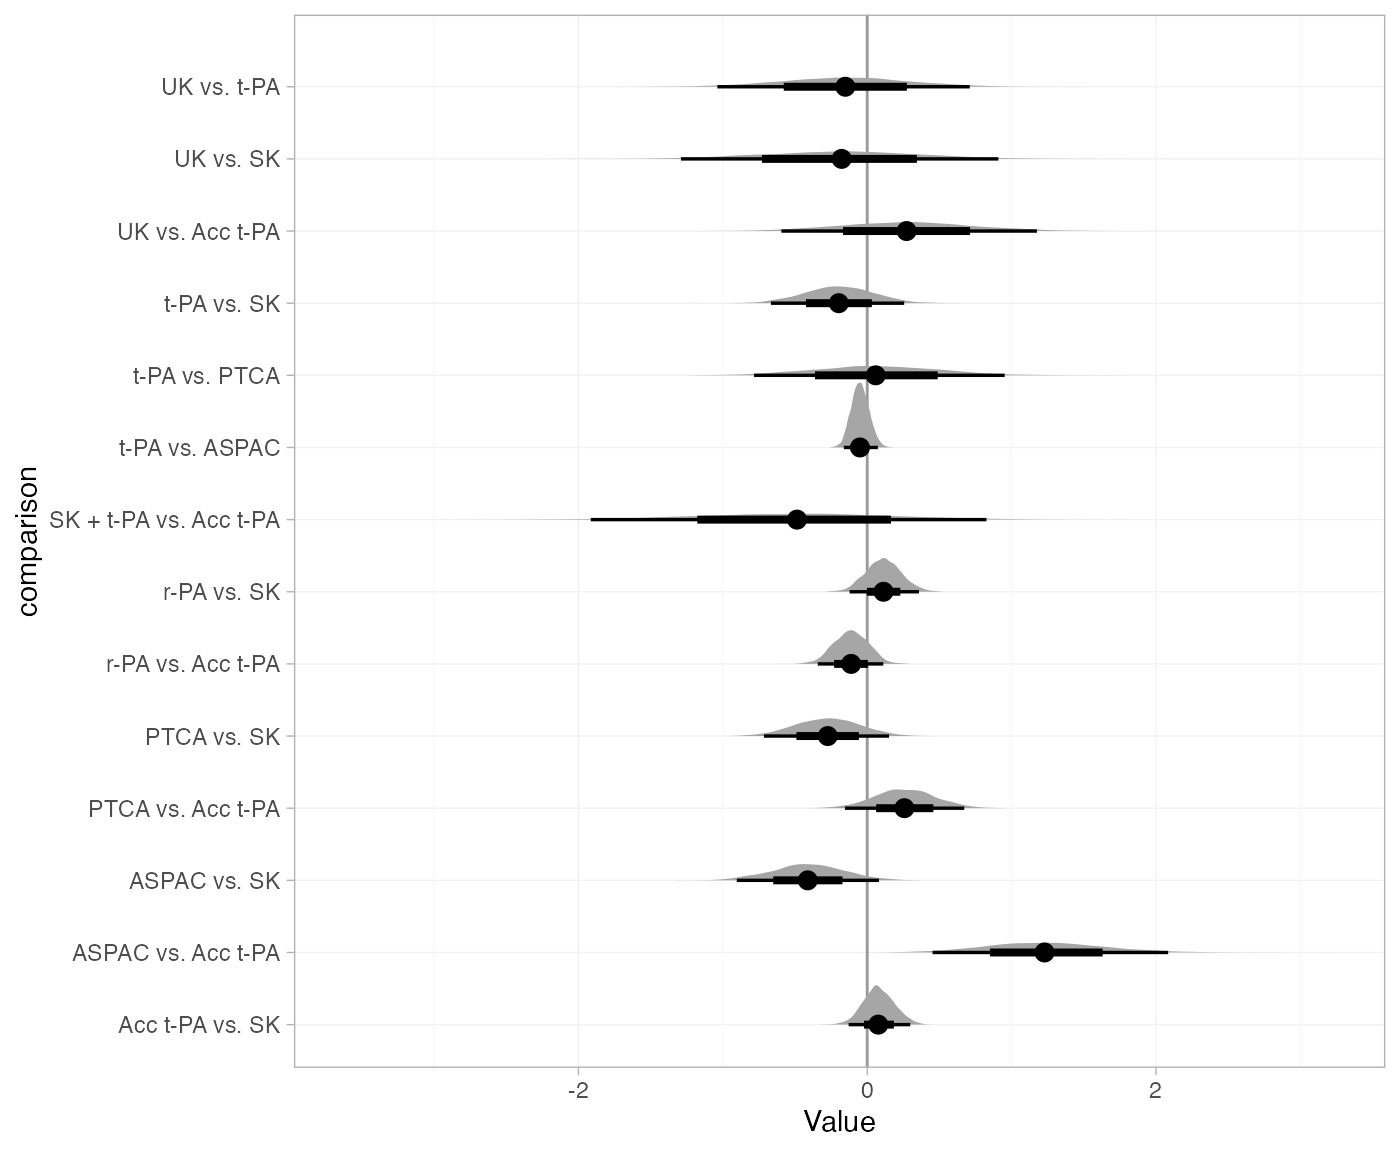 UK vs. t-PA
UK vs. SK
UK vs. Acc t-PA
t-PA vs. SK
t-PA vs. PTCA
t-PA vs. ASPAC
SK + t-PA vs. Acc t-PA
r-PA vs. SK
r-PA vs. Acc t-PA
PTCA vs. SK
PTCA vs. Acc t-PA
ASPAC vs. SK
ASPAC vs. Acc t-PA
Acc t-PA vs. SK
comparison
-2 0 2
Value